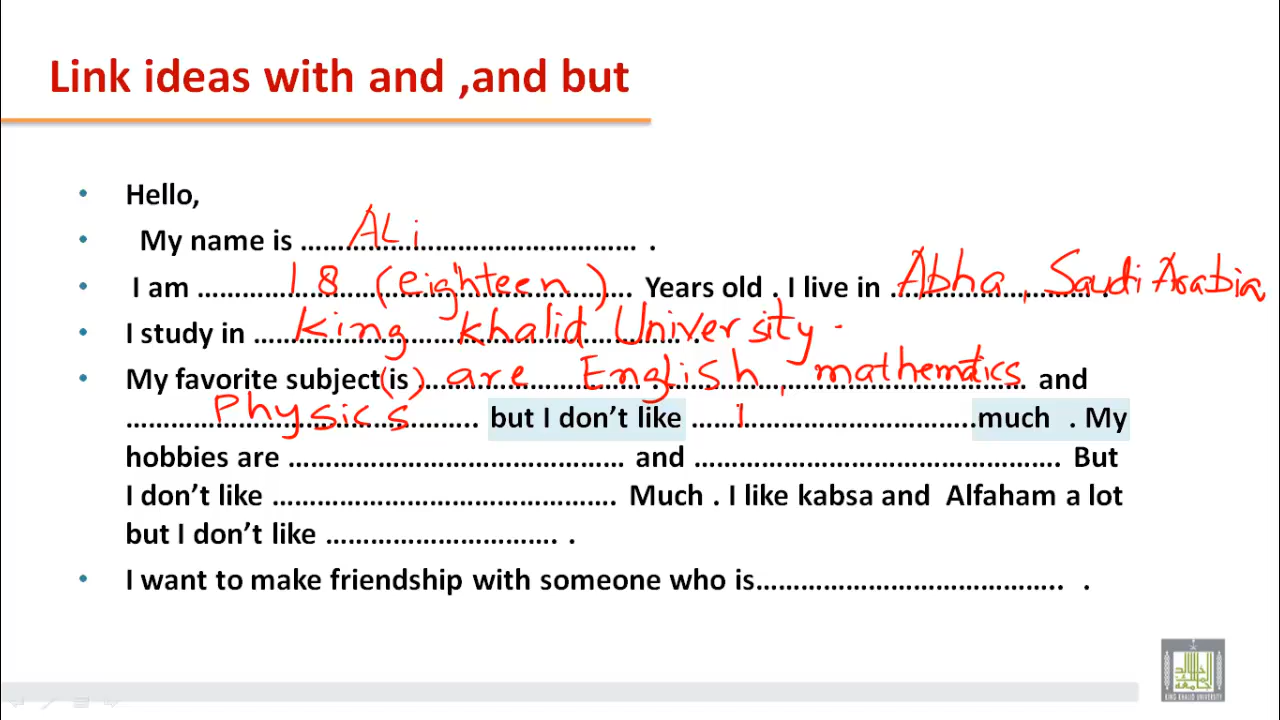 Link ideas with and ,and but
Hello,
My name is ............ALi........................ .
I am ............18 (eighteen)............ Years old . I live in ....Abha, Saudi Arabia .
I study in ......King Khalid University............ .
My favorite subject(is)....are English, mathematics and
............Physics............ but I don't like ...................................much . My
hobbies are .......................................... and ............................................. But
I don't like .......................................... Much . I like kabsa and Alfaham a lot
but I don't like ............................ .
I want to make friendship with someone who is...................................... .
KING KHALID UNIVERSITY